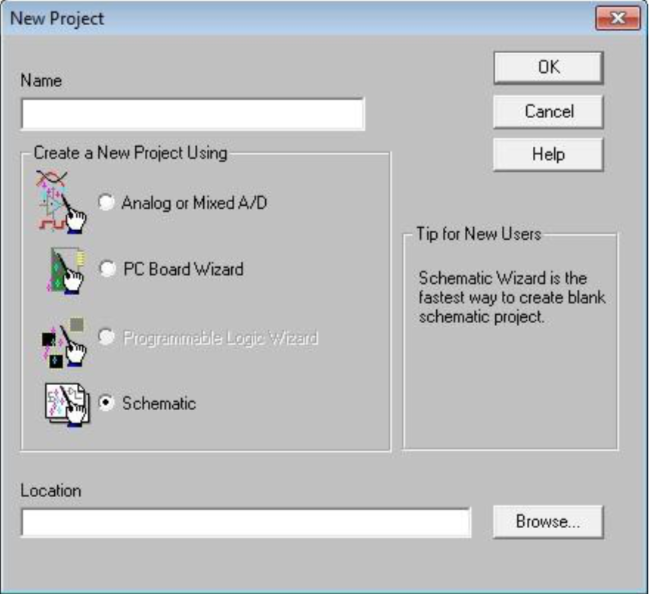 New Project
Name
OK
Cancel
Help
Create a New Project Using
Analog or Mixed A/D
PC Board Wizard
Programmable Logic Wizard
Schematic
Tip for New Users
Schematic Wizard is the
fastest way to create blank
schematic project.
Location
Browse...